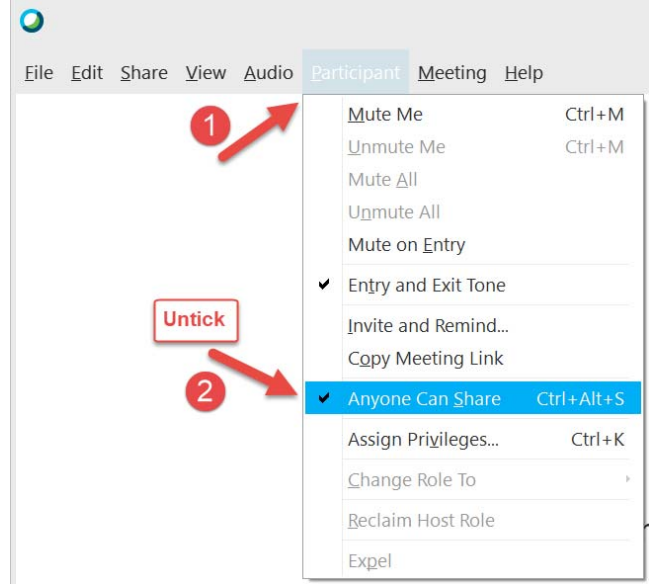 File Edit Share View Audio Participant Meeting Help
1
Mute Me Ctrl+M
Unmute Me Ctrl+M
Mute All
Unmute All
Mute on Entry
Entry and Exit Tone
Untick
Invite and Remind...
Copy Meeting Link
2
Anyone Can Share Ctrl+Alt+S
Assign Privileges... Ctrl+K
Change Role To
Reclaim Host Role
Expel